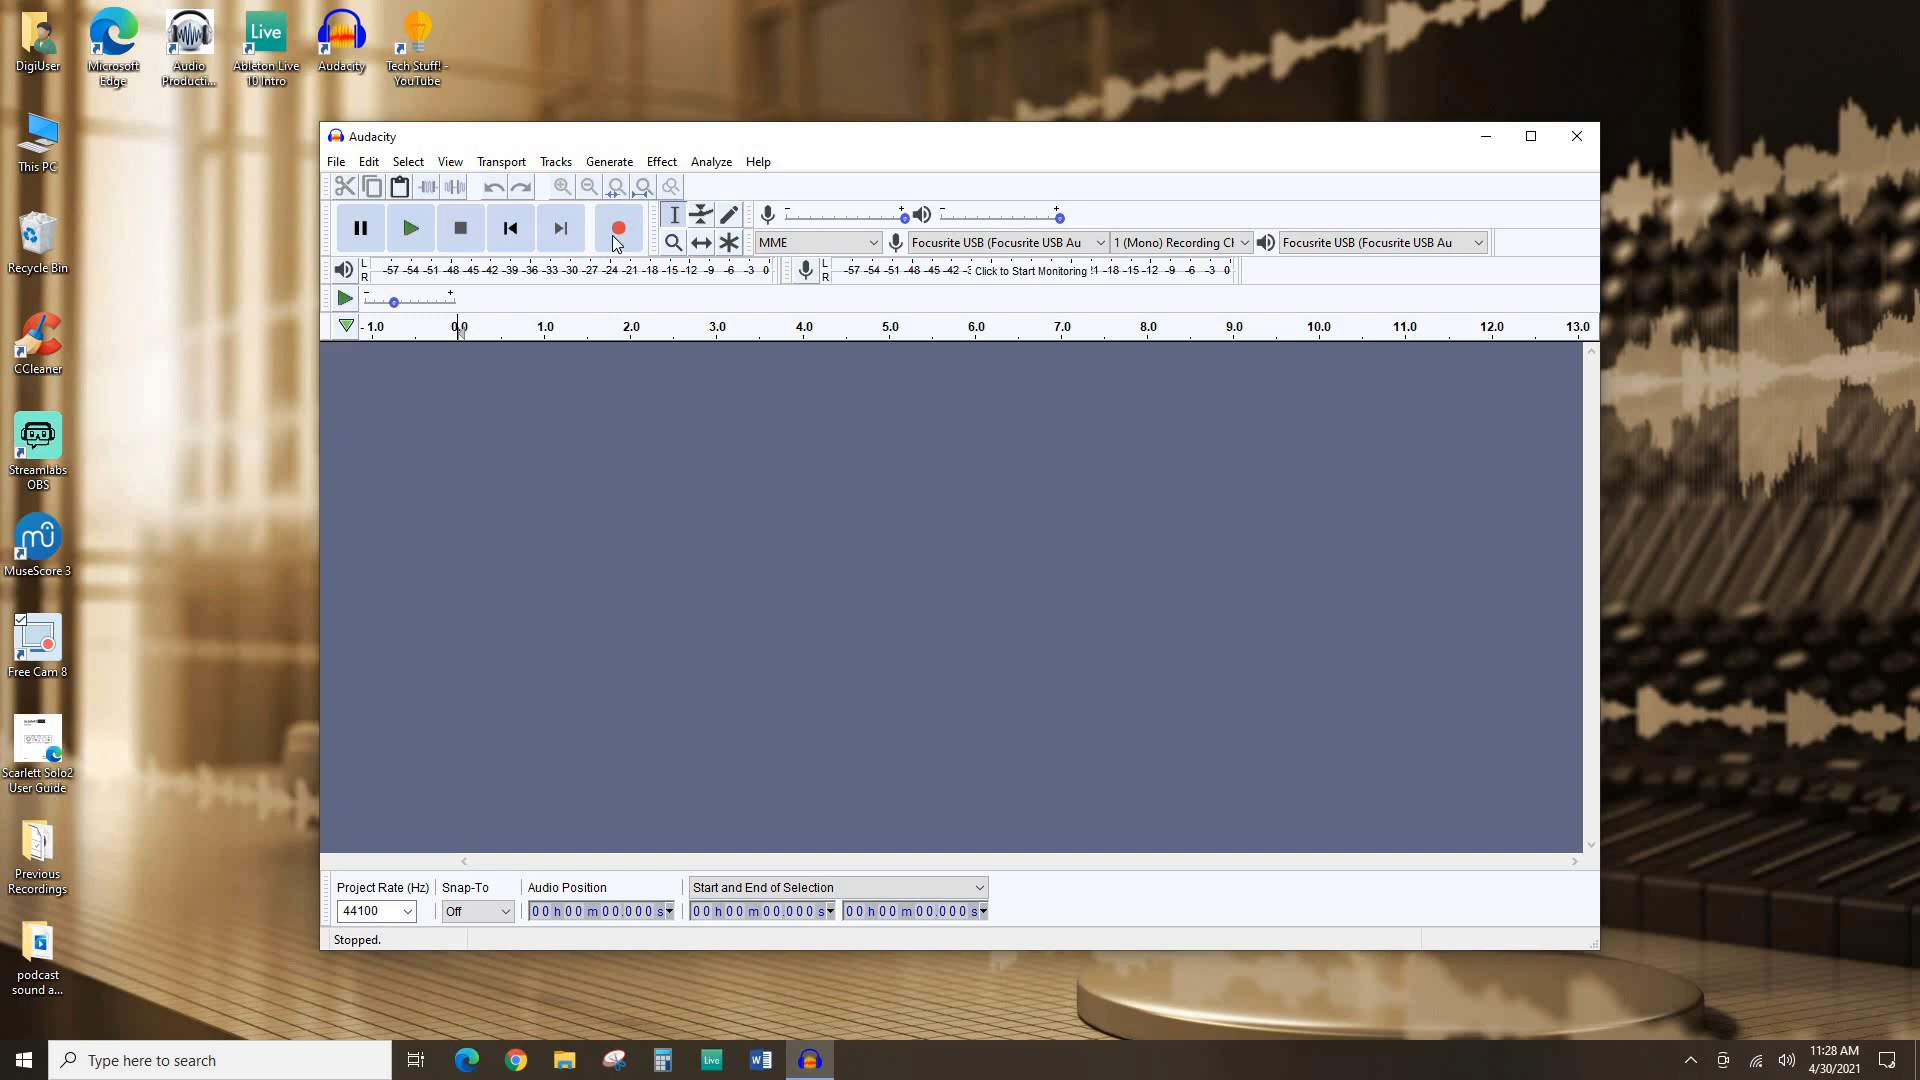 DigiUser
Microsoft
Edge
Audio
Producti...
Live
Ableton Live
10 Intro
Audacity
Tech Stuff! -
YouTube
This PC
Recycle Bin
CCleaner
Streamlabs
OBS
MuseScore 3
Free Cam 8
Scarlett Solo2
User Guide
Previous
Recordings
podcast
sound a...
Audacity
File Edit Select View Transport Tracks Generate Effect Analyze Help
MME
Focusrite USB (Focusrite USB Au
1 (Mono) Recording Cl
Focusrite USB (Focusrite USB Au
L
R
-57 -54 -51 -48 -45 -42 -39 -36 -33 -30 -27 -24 -21 -18 -15 -12 -9 -6 -3 0
L
R
-57 -54 -51 -48 -45 -42 -3 Click to Start Monitoring !1 -18 -15 -12 -9 -6 -3 0
- 1.0 0.0 1.0 2.0 3.0 4.0 5.0 6.0 7.0 8.0 9.0 10.0 11.0 12.0 13.0
Project Rate (Hz) Snap-To Audio Position Start and End of Selection
44100 Off 00 h 00 m 00.000 s 00 h 00 m 00.000 s 00 h 00 m 00.000 s
Stopped.
Type here to search
Live
W
11:28 AM
4/30/2021